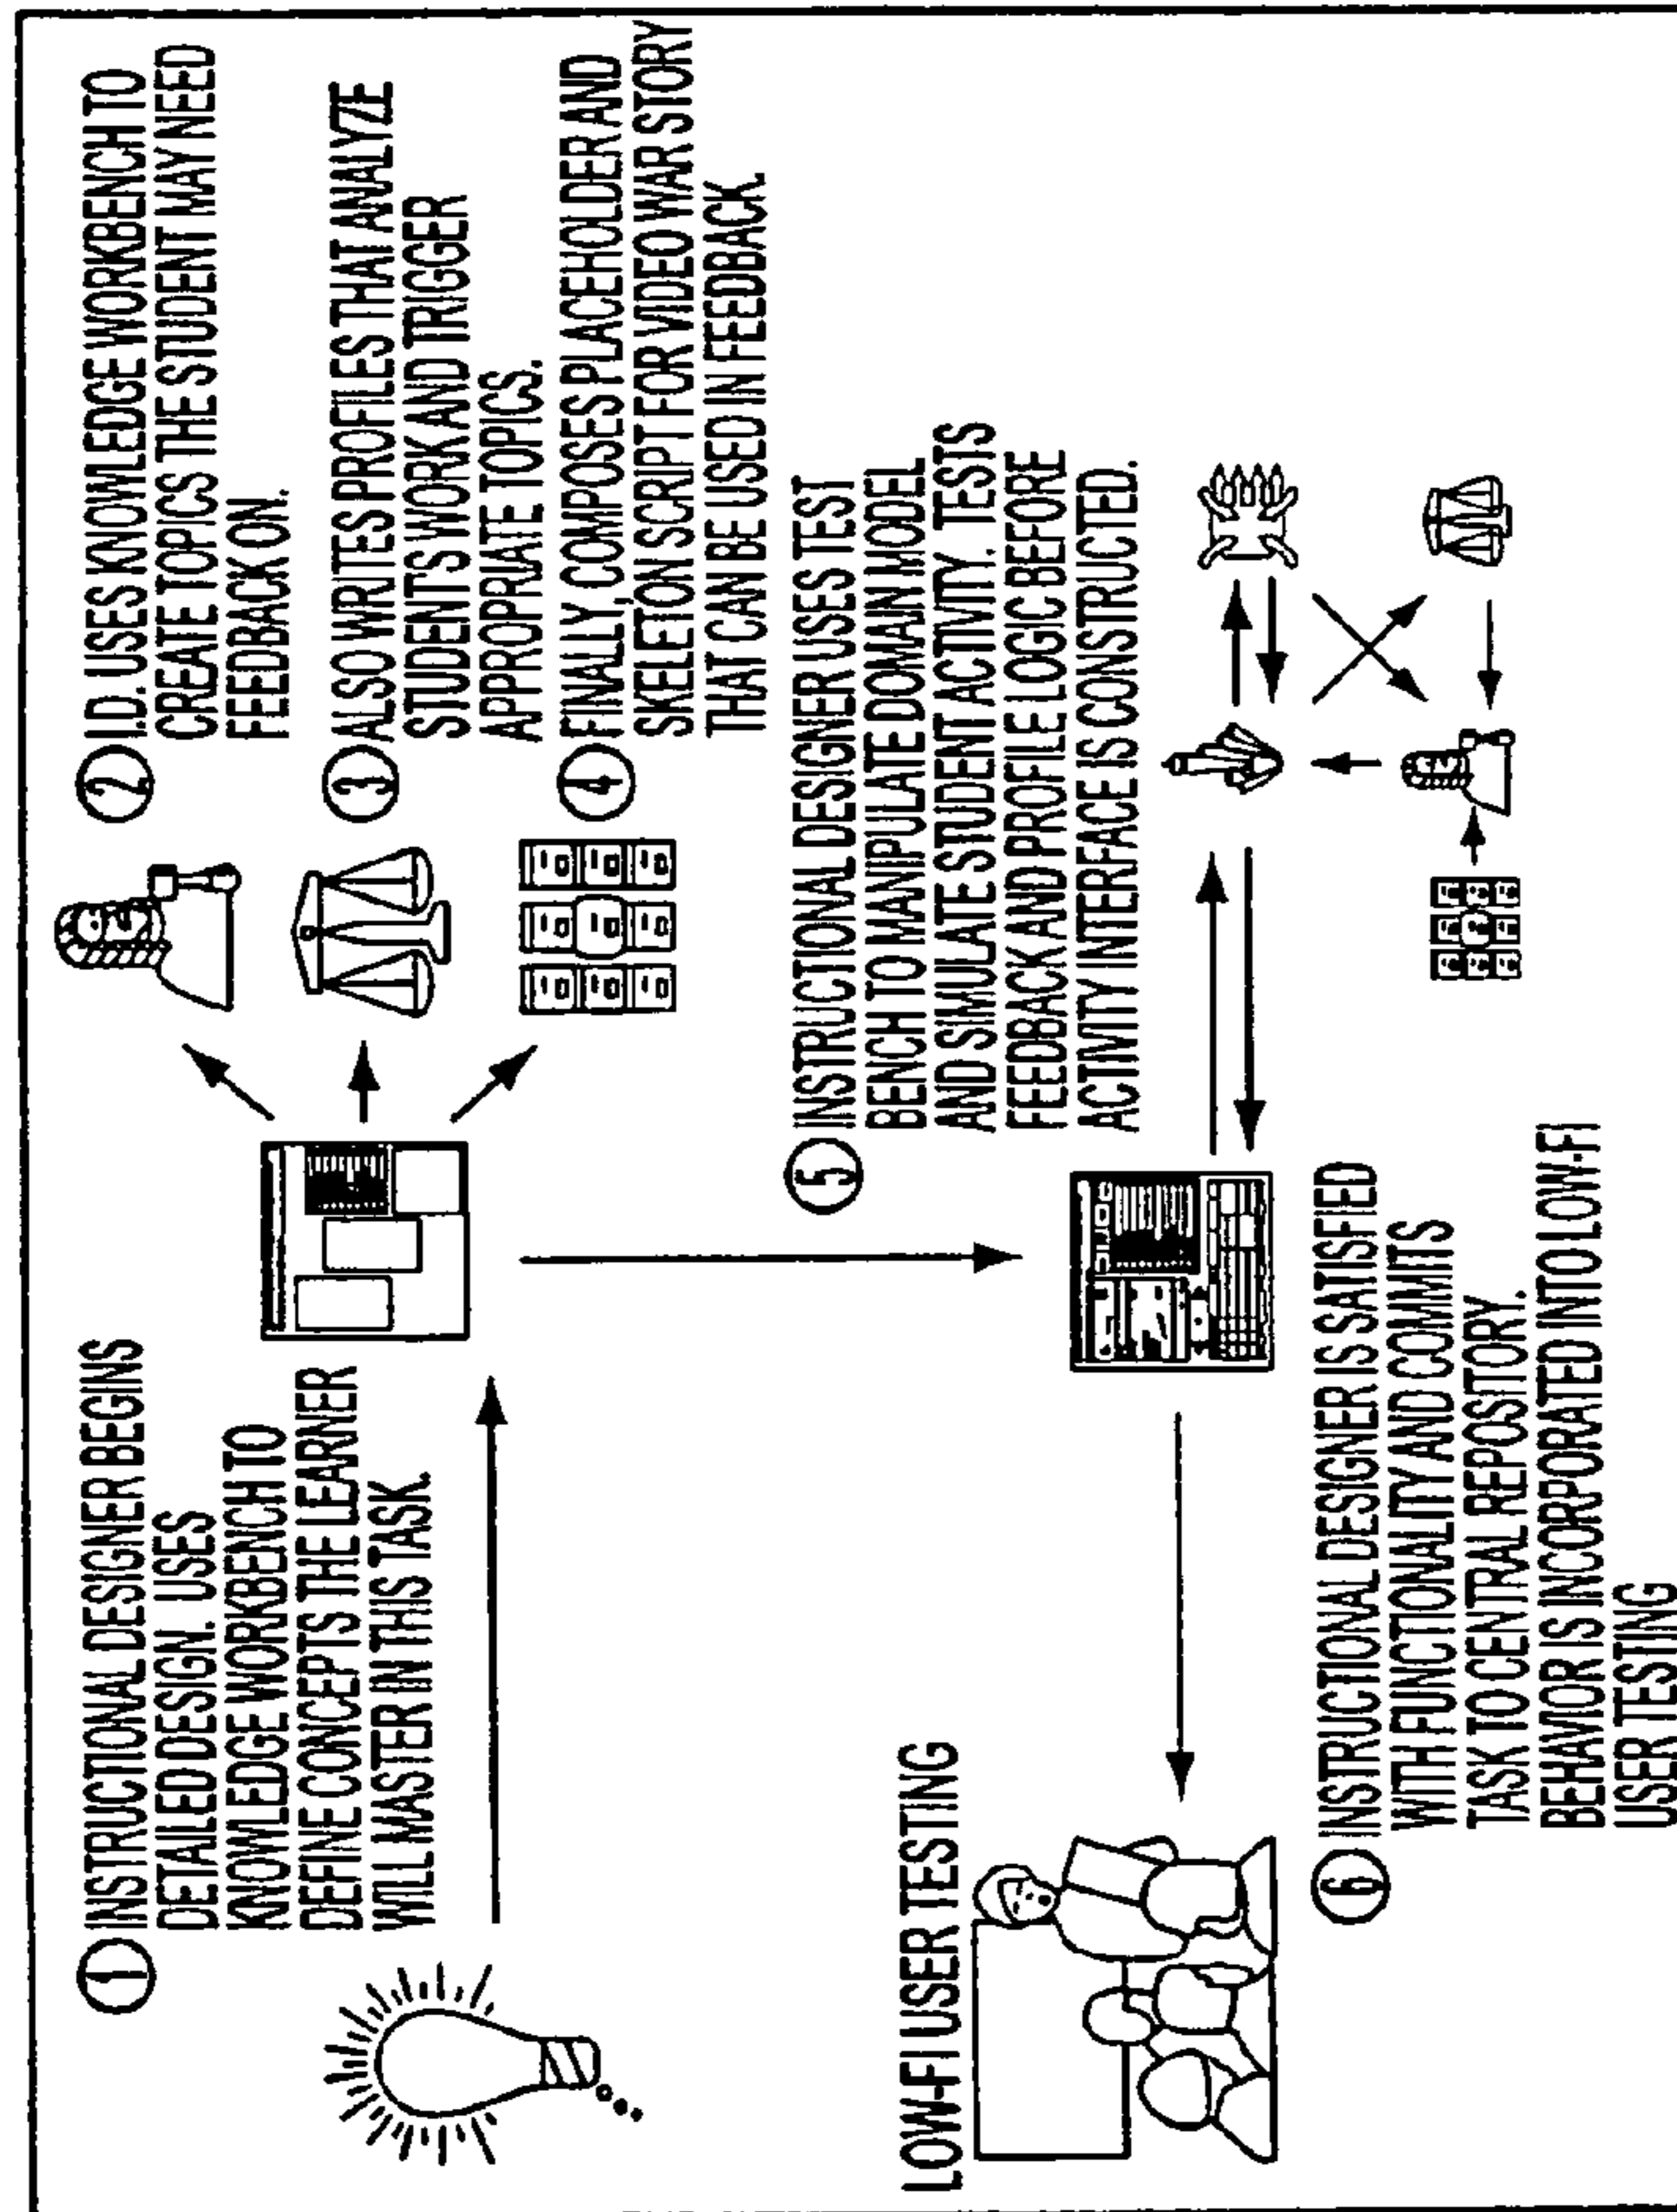 1 INSTRUCTIONAL DESIGNER BEGINS
DETAILED DESIGN. USES
KNOWLEDGE WORKBENCH TO
DEFINE CONCEPTS THE LEARNER
WILL MASTER IN THIS TASK.
2 I.D. USES KNOWLEDGE WORKBENCH TO
CREATE TOPICS THE STUDENT MAY NEED
FEEDBACK ON.
3 ALSO WRITES PROFILES THAT ANALYZE
STUDENTS WORK AND TRIGGER
APPROPRIATE TOPICS.
4 FINALLY, COMPOSES PLACEHOLDER AND
SKELETON SCRIPT FOR VIDEO WAR STORY
THAT CAN BE USED IN FEEDBACK.
5 INSTRUCTIONAL DESIGNER USES TEST
BENCH TO MANIPULATE DOMAIN MODEL
AND SIMULATE STUDENT ACTIVITY. TESTS
FEEDBACK AND PROFILE LOGIC BEFORE
ACTIVITY INTERFACE IS CONSTRUCTED.
LOW-FI USER TESTING
6 INSTRUCTIONAL DESIGNER IS SATISFIED
WITH FUNCTIONALITY AND COMMITS
TASK TO CENTRAL REPOSITORY.
BEHAVIOR IS INCORPORATED INTO LOW-FI
USER TESTING